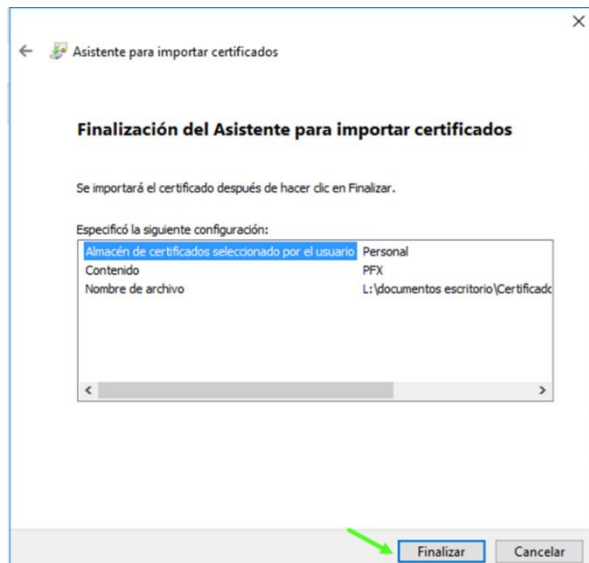 Asistente para importar certificados
Finalización del Asistente para importar certificados
Se importará el certificado después de hacer clic en Finalizar.
Especificó la siguiente configuración:
Almacén de certificados seleccionado por el usuario Personal
Contenido PFX
Nombre de archivo L:\documentos escritorio\Certificadc
Finalizar Cancelar